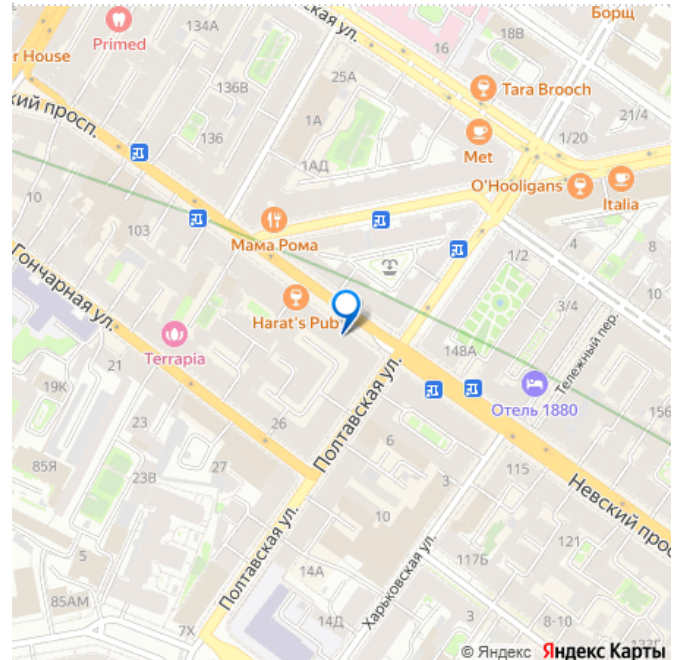 134А
ская ул.
Борщ
Primed
16
18В
r House
136В
25А
Tara Brooch
кий просп.
1А
21/4
136
1/20
Met
1АД
O'Hooligans
Italia
10
103
Мама Рома
1/2
4
8
Гончарная ул.
Harat's Pub
3/4
10
Terrapia
148А
Тележный пер.
21
19К
Отель 1880
156
26
Полтавская ул.
6
85Я
23В
27
3
115
Невский прос
10
121
5
14А
117Б
Харьковская ул.
85АМ
Полтавская ул.
14Д
8-10
7Х
133Г
© Яндекс Яндекс Карты